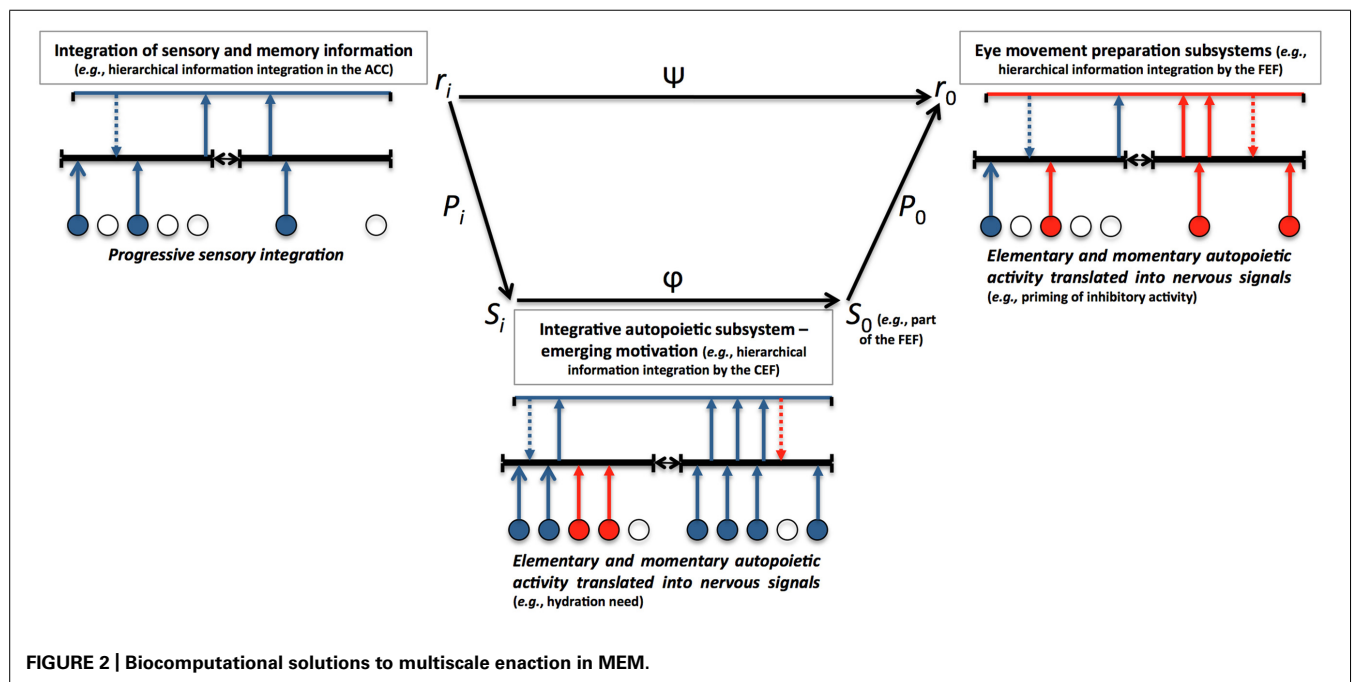 Integration of sensory and memory information
(e.g., hierarchical information integration in the ACC)
Progressive sensory integration
r_i
Ψ
r_0
P_i
P_0
S_i
φ
S_0 (e.g., part
of the FEF)
Eye movement preparation subsystems (e.g.,
hierarchical information integration by the FEF)
Elementary and momentary autopoietic
activity translated into nervous signals
(e.g., priming of inhibitory activity)
Integrative autopoietic subsystem –
emerging motivation (e.g., hierarchical
information integration by the CEF)
Elementary and momentary autopoietic
activity translated into nervous signals
(e.g., hydration need)
FIGURE 2 | Biocomputational solutions to multiscale enaction in MEM.